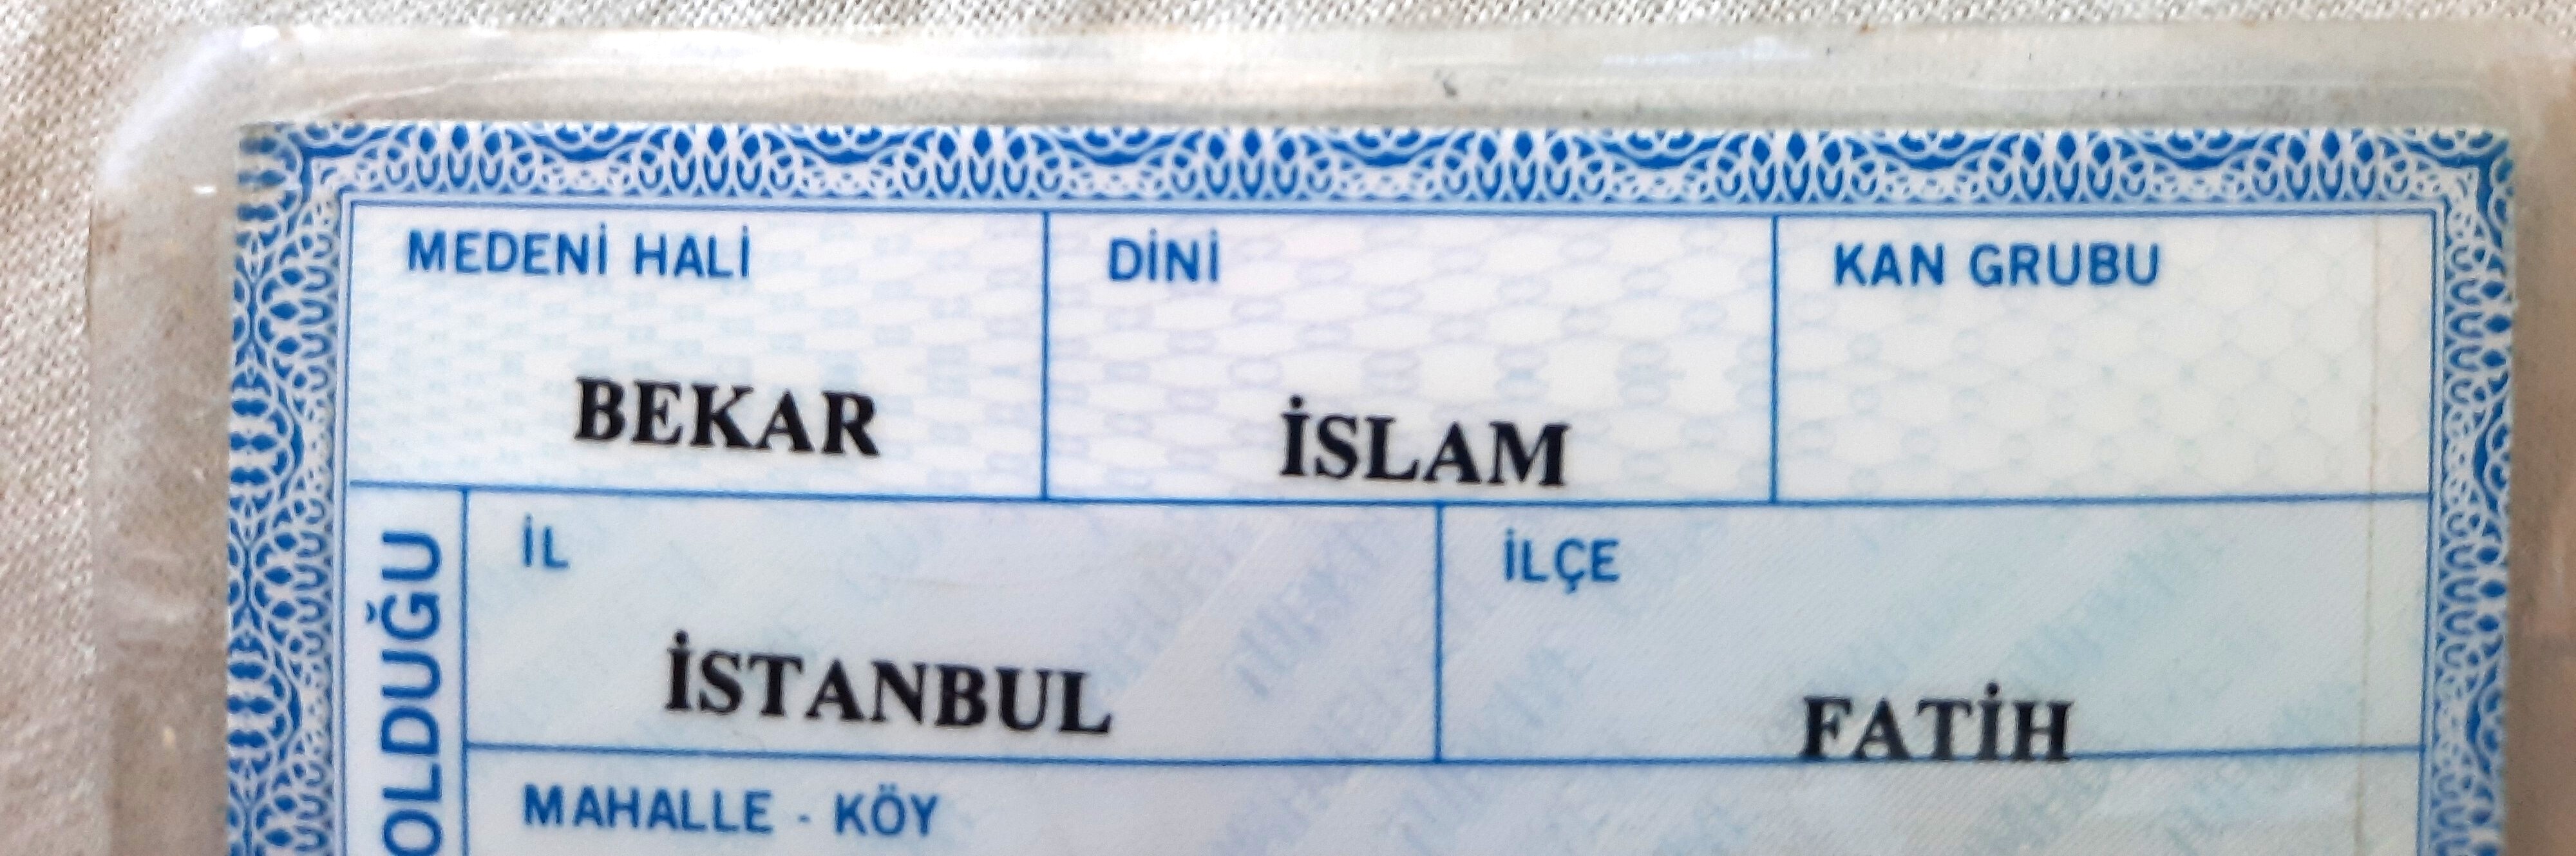 MEDENİ HALİ DİNİ KAN GRUBU
BEKAR İSLAM
OLDUĞU
İL İLÇE
İSTANBUL FATİH
MAHALLE - KÖY